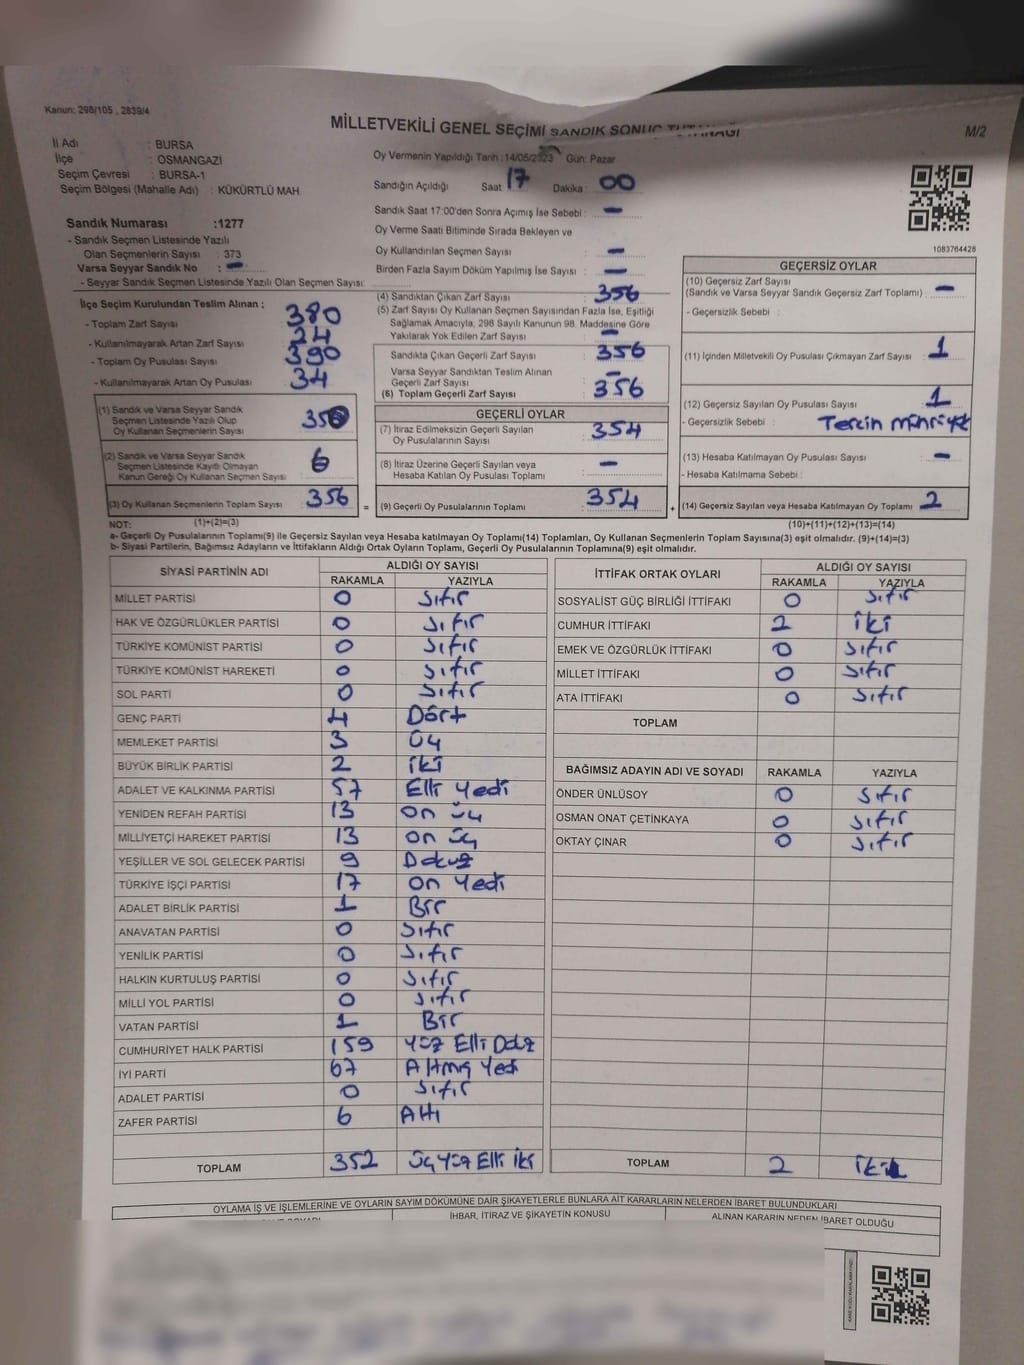 Kanun: 298/105 , 2839/4
MİLLETVEKİLİ GENEL SEÇİMİ SANDIK SONUÇ TUTANAĞI
M/2
İl Adı : BURSA
İlçe : OSMANGAZİ
Seçim Çevresi : BURSA-1
Seçim Bölgesi (Mahalle Adı) : KÜKÜRTLÜ MAH
Oy Vermenin Yapıldığı Tarih : 14/05/2023 Gün: Pazar
Sandığın Açıldığı Saat : 17 Dakika : 00
Sandık Saat 17:00'den Sonra Açımış İse Sebebi : —
Oy Verme Saati Bitiminde Sırada Bekleyen ve
Oy Kullandırılan Seçmen Sayısı : —
Birden Fazla Sayım Döküm Yapılmış İse Sayısı : —
Sandık Numarası :1277
- Sandık Seçmen Listesinde Yazılı
Olan Seçmenlerin Sayısı : 373
Varsa Seyyar Sandık No : —
- Seyyar Sandık Seçmen Listesinde Yazılı Olan Seçmen Sayısı:
1083764428
İlçe Seçim Kurulundan Teslim Alınan ;
- Toplam Zarf Sayısı : 380
- Kullanılmayarak Artan Zarf Sayısı : 24
- Toplam Oy Pusulası Sayısı : 390
- Kullanılmayarak Artan Oy Pusulası : 34
(1) Sandık ve Varsa Seyyar Sandık
Seçmen Listesinde Yazılı Olup
Oy Kullanan Seçmenlerin Sayısı : 350
(2) Sandık ve Varsa Seyyar Sandık
Seçmen Listesinde Kayıtlı Olmayan
Kanun Gereği Oy Kullanan Seçmen Sayısı : 6
(3) Oy Kullanan Seçmenlerin Toplam Sayısı : 356
(1)+(2)=(3)
(4) Sandıktan Çıkan Zarf Sayısı : 356
(5) Zarf Sayısı Oy Kullanan Seçmen Sayısından Fazla İse, Eşitliği
Sağlamak Amacıyla, 298 Sayılı Kanunun 98. Maddesine Göre
Yakılarak Yok Edilen Zarf Sayısı : —
Sandıkta Çıkan Geçerli Zarf Sayısı : 356
Varsa Seyyar Sandıktan Teslim Alınan
Geçerli Zarf Sayısı : —
(6) Toplam Geçerli Zarf Sayısı : 356
GEÇERLİ OYLAR
(7) İtiraz Edilmeksizin Geçerli Sayılan
Oy Pusulalarının Sayısı : 354
(8) İtiraz Üzerine Geçerli Sayılan veya
Hesaba Katılan Oy Pusulası Toplamı : —
= (9) Geçerli Oy Pusulalarının Toplamı : 354 +
GEÇERSİZ OYLAR
(10) Geçersiz Zarf Sayısı
(Sandık ve Varsa Seyyar Sandık Geçersiz Zarf Toplamı) : —
- Geçersizlik Sebebi :
(11) İçinden Milletvekili Oy Pusulası Çıkmayan Zarf Sayısı : 1
(12) Geçersiz Sayılan Oy Pusulası Sayısı : 1
- Geçersizlik Sebebi : Tercih mührü yok
(13) Hesaba Katılmayan Oy Pusulası Sayısı : —
- Hesaba Katılmama Sebebi :
(14) Geçersiz Sayılan veya Hesaba Katılmayan Oy Toplamı : 2
(10)+(11)+(12)+(13)=(14)
NOT:
a- Geçerli Oy Pusulalarının Toplamı(9) ile Geçersiz Sayılan veya Hesaba katılmayan Oy Toplamı(14) Toplamları, Oy Kullanan Seçmenlerin Toplam Sayısına(3) eşit olmalıdır. (9)+(14)=(3)
b- Siyasi Partilerin, Bağımsız Adayların ve İttifakların Aldığı Ortak Oyların Toplamı, Geçerli Oy Pusulalarının Toplamına(9) eşit olmalıdır.
SİYASİ PARTİNİN ADI ALDIĞI OY SAYISI
RAKAMLA YAZIYLA
MİLLET PARTİSİ 0 sıfır
HAK VE ÖZGÜRLÜKLER PARTİSİ 0 sıfır
TÜRKİYE KOMÜNİST PARTİSİ 0 sıfır
TÜRKİYE KOMÜNİST HAREKETİ 0 sıfır
SOL PARTİ 0 sıfır
GENÇ PARTİ 4 Dört
MEMLEKET PARTİSİ 3 Üç
BÜYÜK BİRLİK PARTİSİ 2 iki
ADALET VE KALKINMA PARTİSİ 57 Elli Yedi
YENİDEN REFAH PARTİSİ 13 on üç
MİLLİYETÇİ HAREKET PARTİSİ 13 on üç
YEŞİLLER VE SOL GELECEK PARTİSİ 9 Dokuz
TÜRKİYE İŞÇİ PARTİSİ 17 on Yedi
ADALET BİRLİK PARTİSİ 1 Bir
ANAVATAN PARTİSİ 0 sıfır
YENİLİK PARTİSİ 0 sıfır
HALKIN KURTULUŞ PARTİSİ 0 sıfır
MİLLİ YOL PARTİSİ 0 sıfır
VATAN PARTİSİ 1 Bir
CUMHURİYET HALK PARTİSİ 159 Yüz Elli Dokuz
İYİ PARTİ 67 Altmış Yedi
ADALET PARTİSİ 0 sıfır
ZAFER PARTİSİ 6 Altı
TOPLAM 352 üç Yüz Elli iki
İTTİFAK ORTAK OYLARI ALDIĞI OY SAYISI
RAKAMLA YAZIYLA
SOSYALİST GÜÇ BİRLİĞİ İTTİFAKI 0 sıfır
CUMHUR İTTİFAKI 2 iki
EMEK VE ÖZGÜRLÜK İTTİFAKI 0 sıfır
MİLLET İTTİFAKI 0 sıfır
ATA İTTİFAKI 0 sıfır
TOPLAM
BAĞIMSIZ ADAYIN ADI VE SOYADI RAKAMLA YAZIYLA
ÖNDER ÜNLÜSOY 0 sıfır
OSMAN ONAT ÇETİNKAYA 0 sıfır
OKTAY ÇINAR 0 sıfır
TOPLAM 2 iki
OYLAMA İŞ VE İŞLEMLERİNE VE OYLARIN SAYIM DÖKÜMÜNE DAİR ŞİKAYETLERLE BUNLARA AİT KARARLARIN NELERDEN İBARET BULUNDUKLARI
İHBAR, İTİRAZ VE ŞİKAYETİN KONUSU
ALINAN KARARIN NEDEN İBARET OLDUĞU